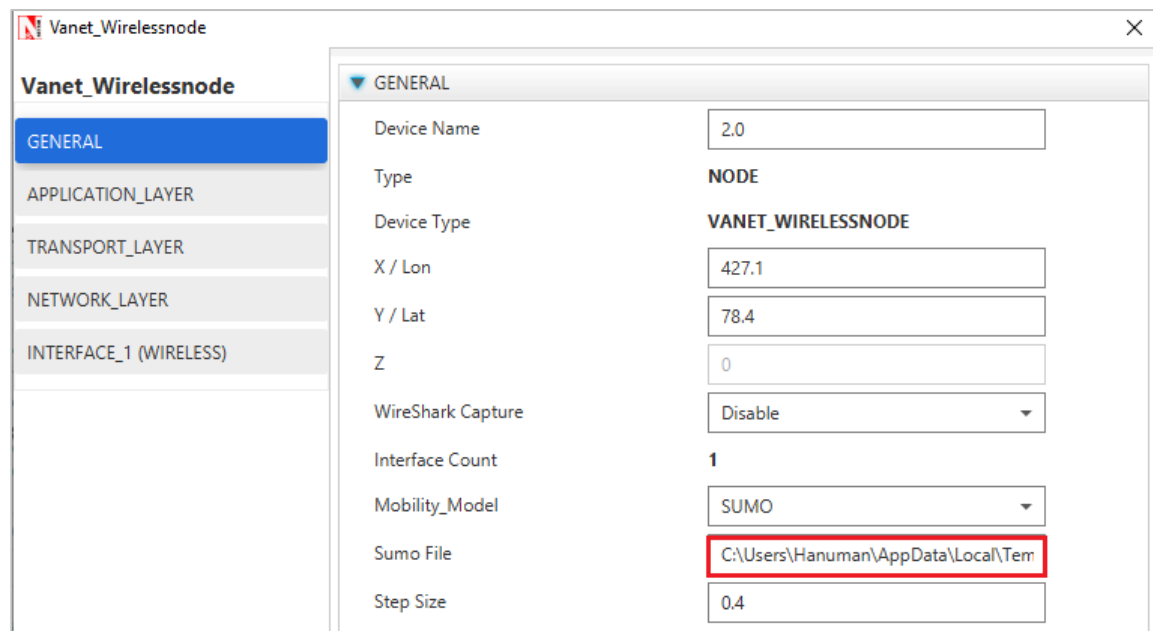 Vanet_Wirelessnode
Vanet_Wirelessnode
GENERAL
APPLICATION_LAYER
TRANSPORT_LAYER
NETWORK_LAYER
INTERFACE_1 (WIRELESS)
GENERAL
Device Name 2.0
Type NODE
Device Type VANET_WIRELESSNODE
X / Lon 427.1
Y / Lat 78.4
Z 0
WireShark Capture Disable
Interface Count 1
Mobility_Model SUMO
Sumo File C:\Users\Hanuman\AppData\Local\Tem
Step Size 0.4